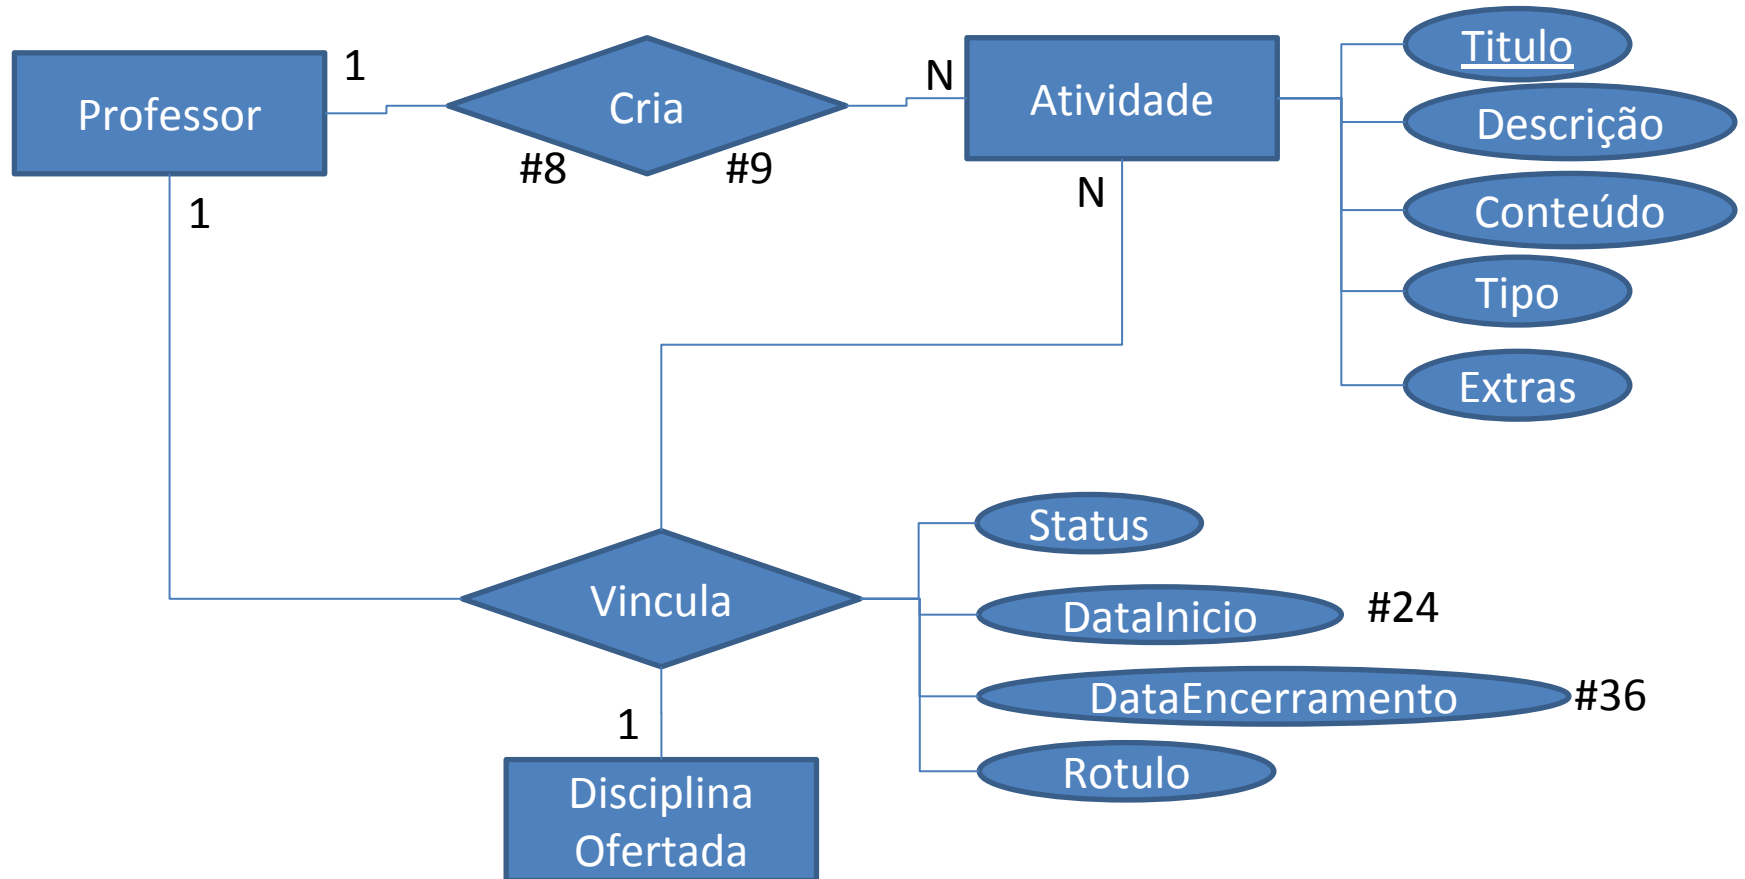 1
Professor
Cria
#8
#9
N
Atividade
N
Titulo
Descrição
Conteúdo
Tipo
Extras
1
Vincula
Status
DataInicio
#24
DataEncerramento
#36
Rotulo
1
Disciplina
Ofertada